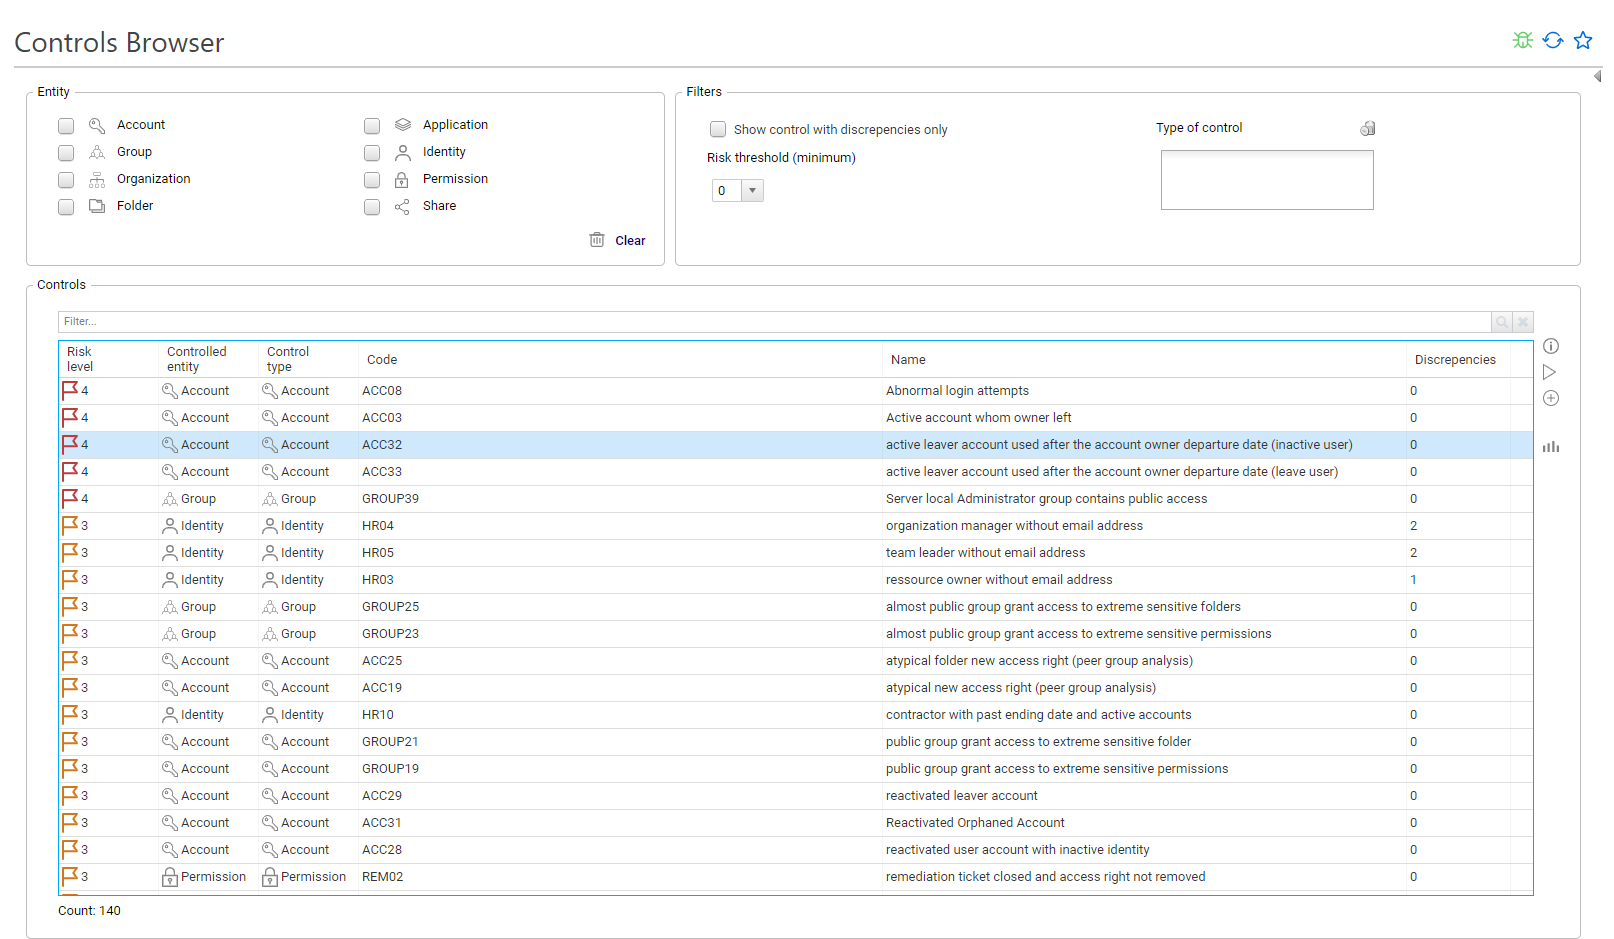 Controls Browser
Entity
Account
Application
Group
Identity
Organization
Permission
Folder
Share
Clear
Filters
Show control with discrepencies only
Type of control
Risk threshold (minimum)
0
Controls
Filter...
Risk level Controlled entity Control type Code Name Discrepencies
4 Account Account ACC08 Abnormal login attempts 0
4 Account Account ACC03 Active account whom owner left 0
4 Account Account ACC32 active leaver account used after the account owner departure date (inactive user) 0
4 Account Account ACC33 active leaver account used after the account owner departure date (leave user) 0
4 Group Group GROUP39 Server local Administrator group contains public access 0
3 Identity Identity HR04 organization manager without email address 2
3 Identity Identity HR05 team leader without email address 2
3 Identity Identity HR03 ressource owner without email address 1
3 Group Group GROUP25 almost public group grant access to extreme sensitive folders 0
3 Group Group GROUP23 almost public group grant access to extreme sensitive permissions 0
3 Account Account ACC25 atypical folder new access right (peer group analysis) 0
3 Account Account ACC19 atypical new access right (peer group analysis) 0
3 Identity Identity HR10 contractor with past ending date and active accounts 0
3 Account Account GROUP21 public group grant access to extreme sensitive folder 0
3 Account Account GROUP19 public group grant access to extreme sensitive permissions 0
3 Account Account ACC29 reactivated leaver account 0
3 Account Account ACC31 Reactivated Orphaned Account 0
3 Account Account ACC28 reactivated user account with inactive identity 0
3 Permission Permission REM02 remediation ticket closed and access right not removed 0
Count: 140